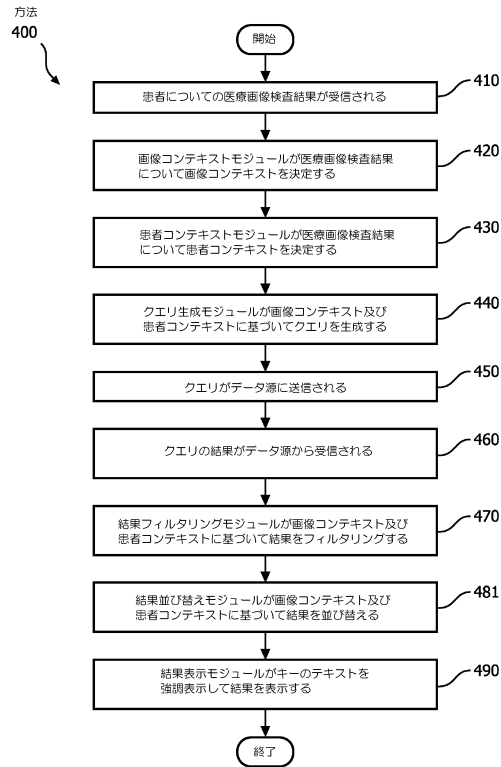 方法
400
開始
患者についての医療画像検査結果が受信される
410
画像コンテキストモジュールが医療画像検査結果
について画像コンテキストを決定する
420
患者コンテキストモジュールが医療画像検査結果
について患者コンテキストを決定する
430
クエリ生成モジュールが画像コンテキスト及び
患者コンテキストに基づいてクエリを生成する
440
クエリがデータ源に送信される
450
クエリの結果がデータ源から受信される
460
結果フィルタリングモジュールが画像コンテキスト及び
患者コンテキストに基づいて結果をフィルタリングする
470
結果並び替えモジュールが画像コンテキスト及び
患者コンテキストに基づいて結果を並び替える
481
結果表示モジュールがキーのテキストを
強調表示して結果を表示する
490
終了